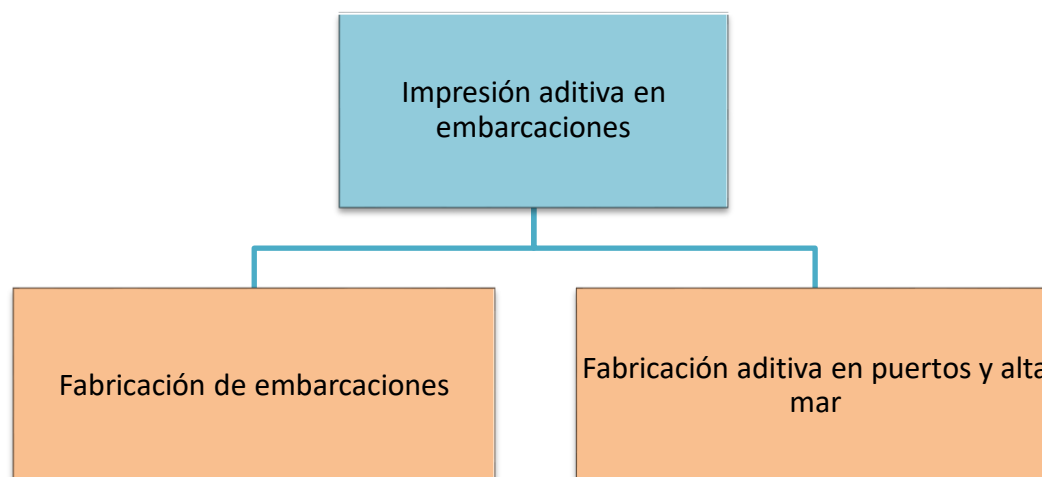 Impresión aditiva en
embarcaciones
Fabricación de embarcaciones
Fabricación aditiva en puertos y alta
mar